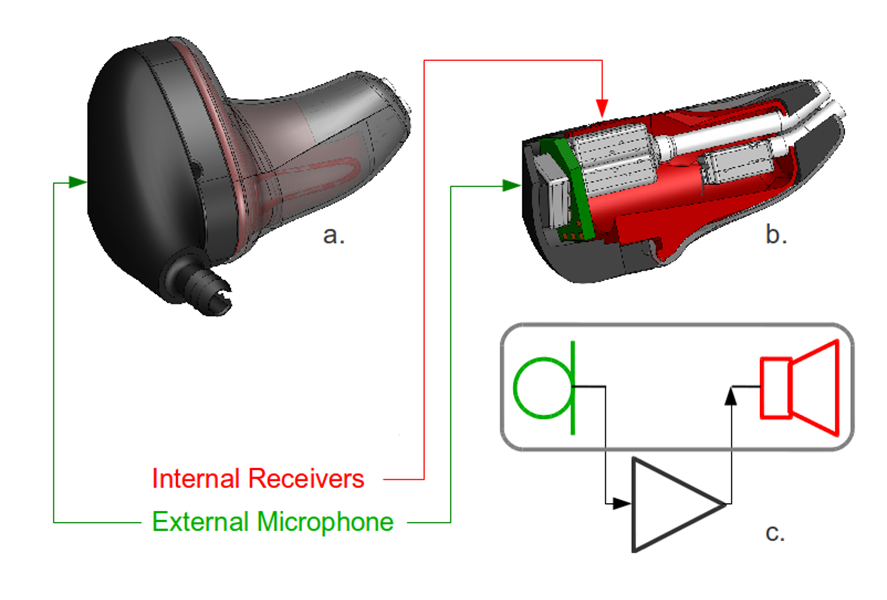 a.
b.
Internal Receivers
External Microphone
c.